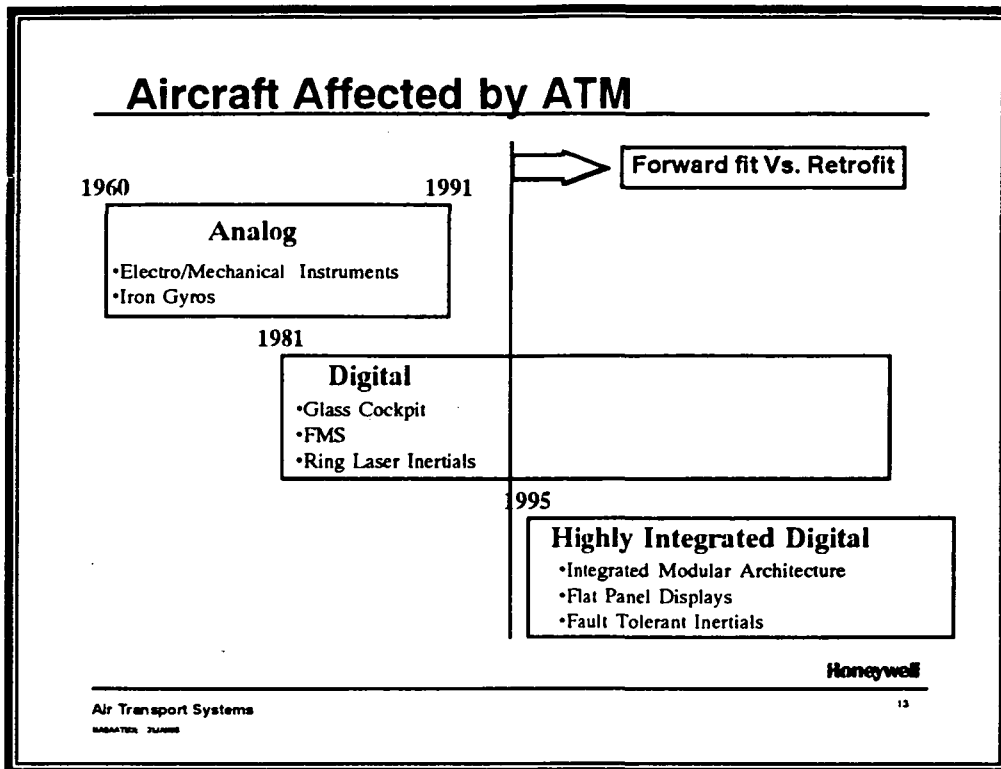 Aircraft Affected by ATM
Forward fit Vs. Retrofit
1960
1991
Analog
•Electro/Mechanical Instruments
•Iron Gyros
1981
Digital
•Glass Cockpit
•FMS
•Ring Laser Inertials
1995
Highly Integrated Digital
•Integrated Modular Architecture
•Flat Panel Displays
•Fault Tolerant Inertials
Honeywell
Air Transport Systems
13